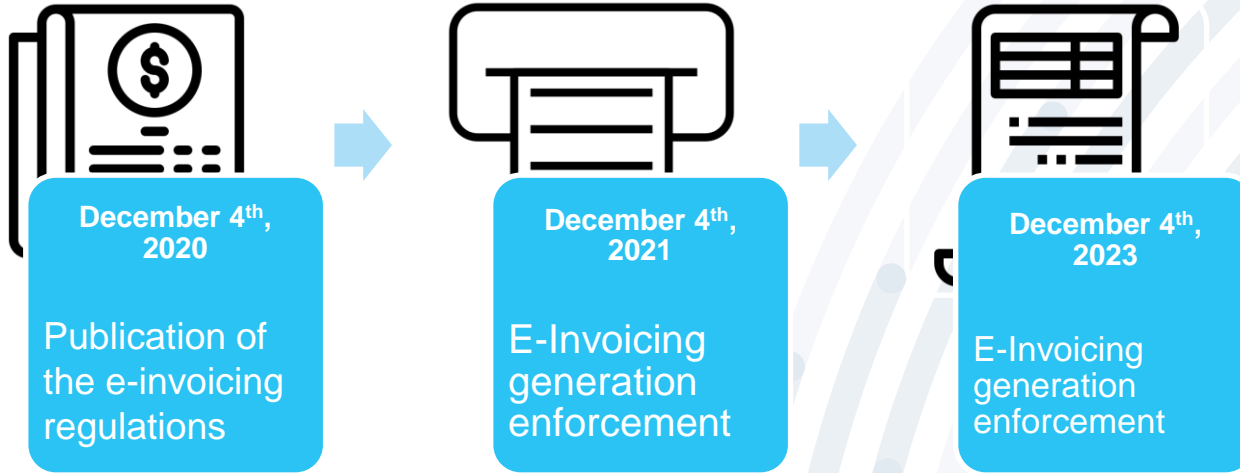 $
December 4th,
2020
Publication of
the e-invoicing
regulations
December 4th,
2021
E-Invoicing
generation
enforcement
December 4th,
2023
E-Invoicing
generation
enforcement